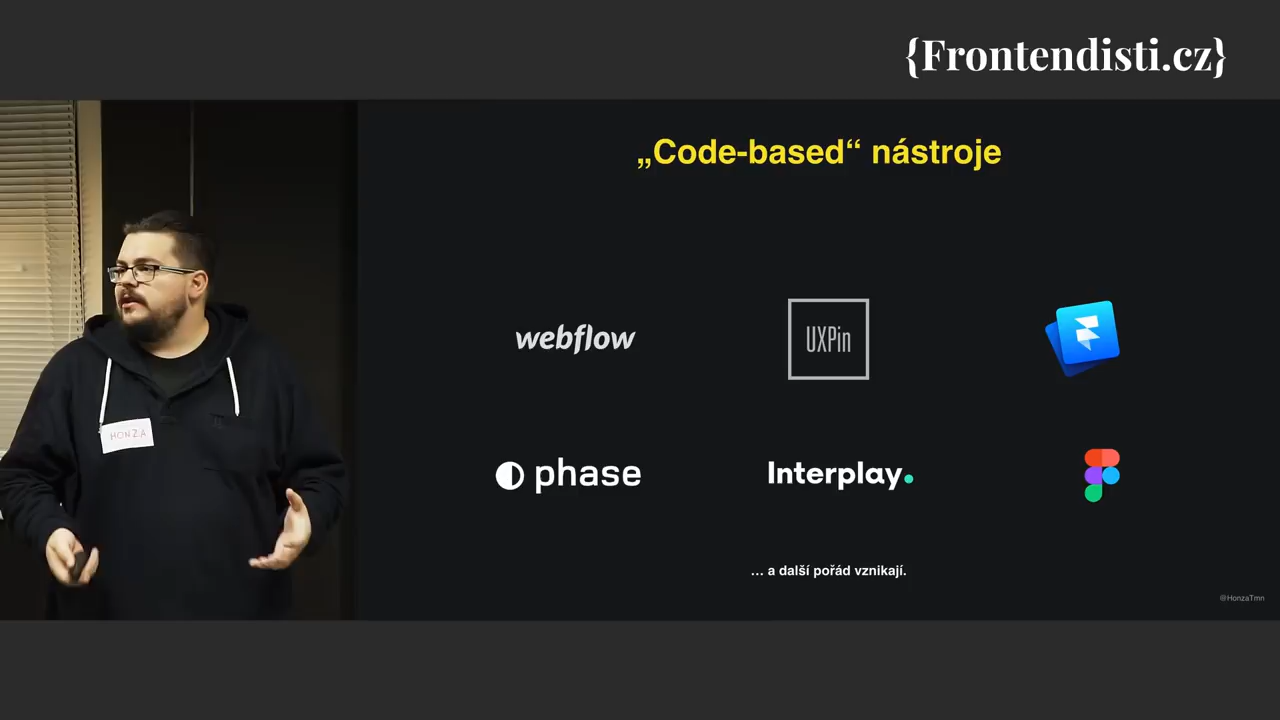 {Frontendisti.cz}
„Code-based“ nástroje
webflow
UXPin
phase
Interplay.
HONZA
… a další pořád vznikají.
@HonzaTmn